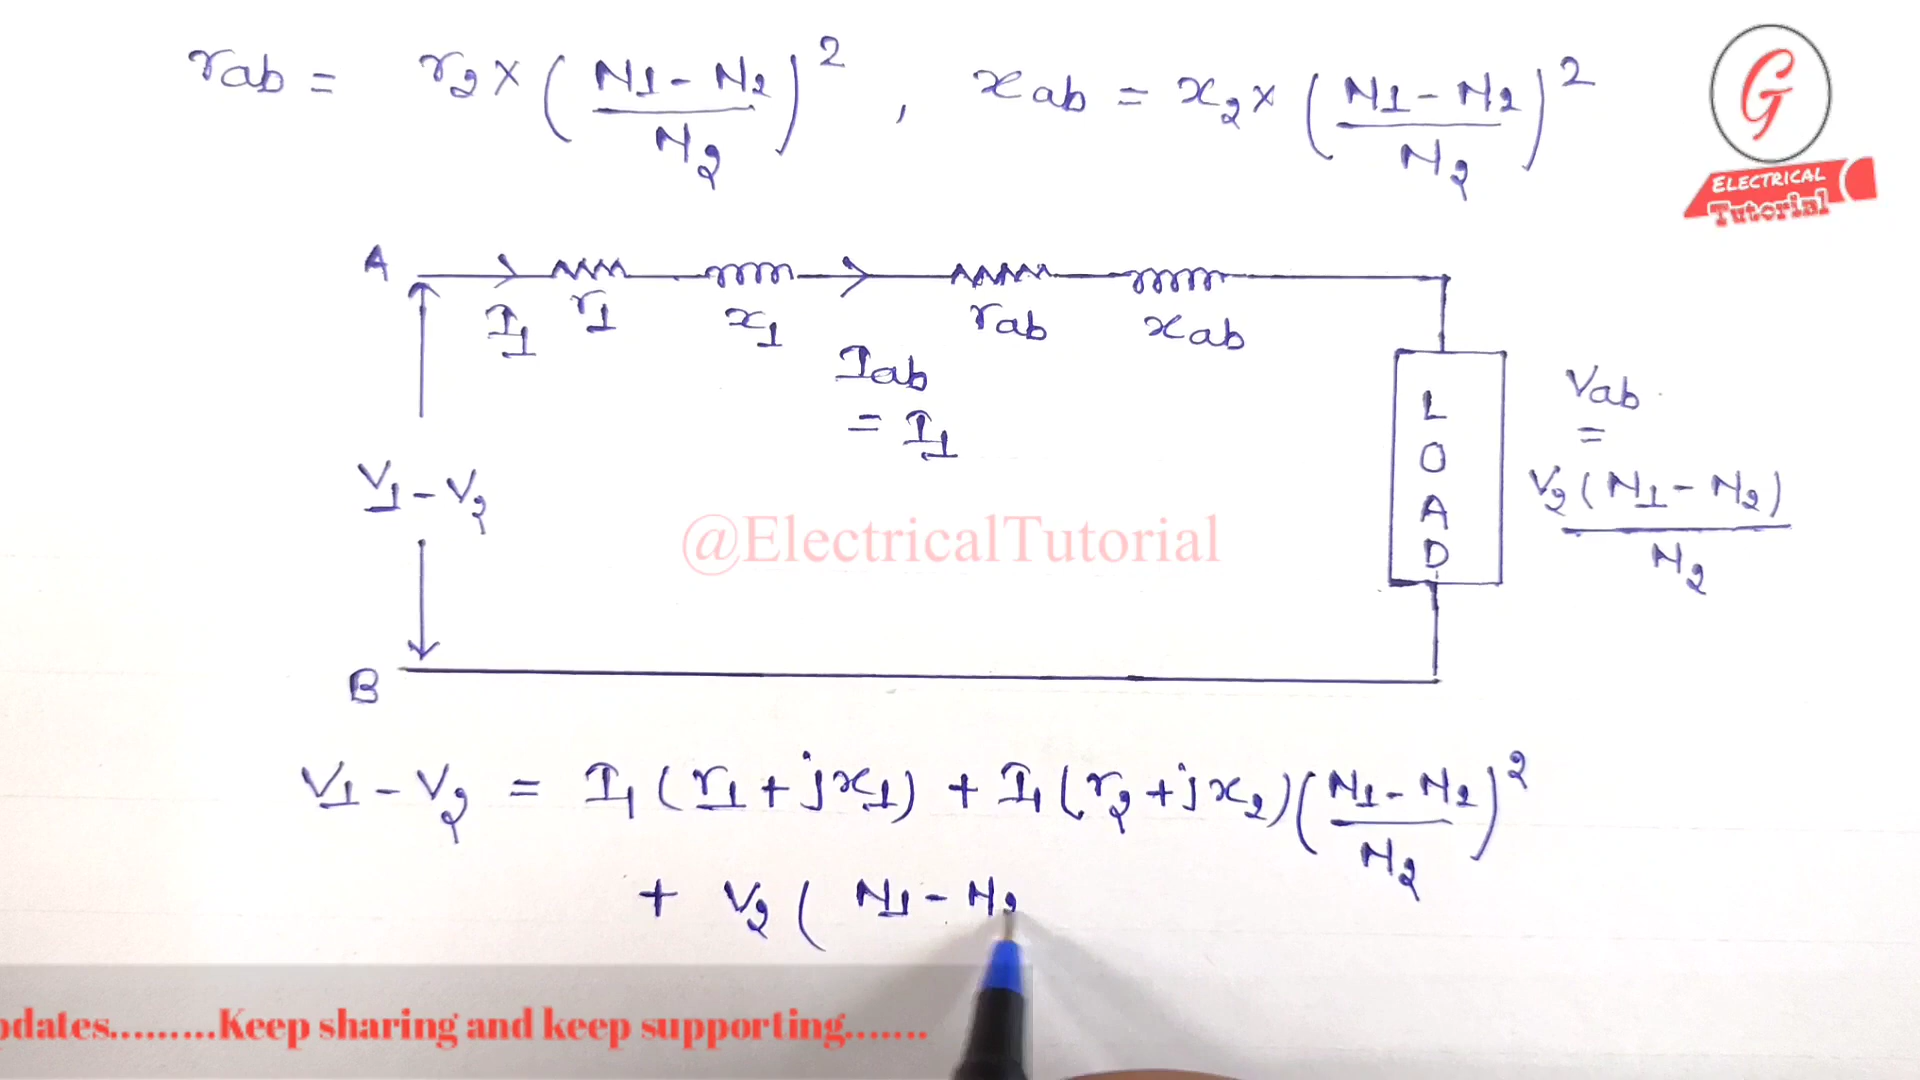 rab = r2 × ( N1 - N2 / N2 )^2 , xab = x2 × ( N1 - N2 / N2 )^2
G
ELECTRICAL
Tutorial
A
I1 r1 x1 rab xab
Iab
= I1
L
O
A
D
Vab
=
V2 ( N1 - N2 ) / N2
V1 - V2
@ElectricalTutorial
B
V1 - V2 = I1 ( r1 + jx1 ) + I1 ( r2 + jx2 ) ( N1 - N2 / N2 )^2
+ V2 ( N1 - N2
pdates.........Keep sharing and keep supporting.......